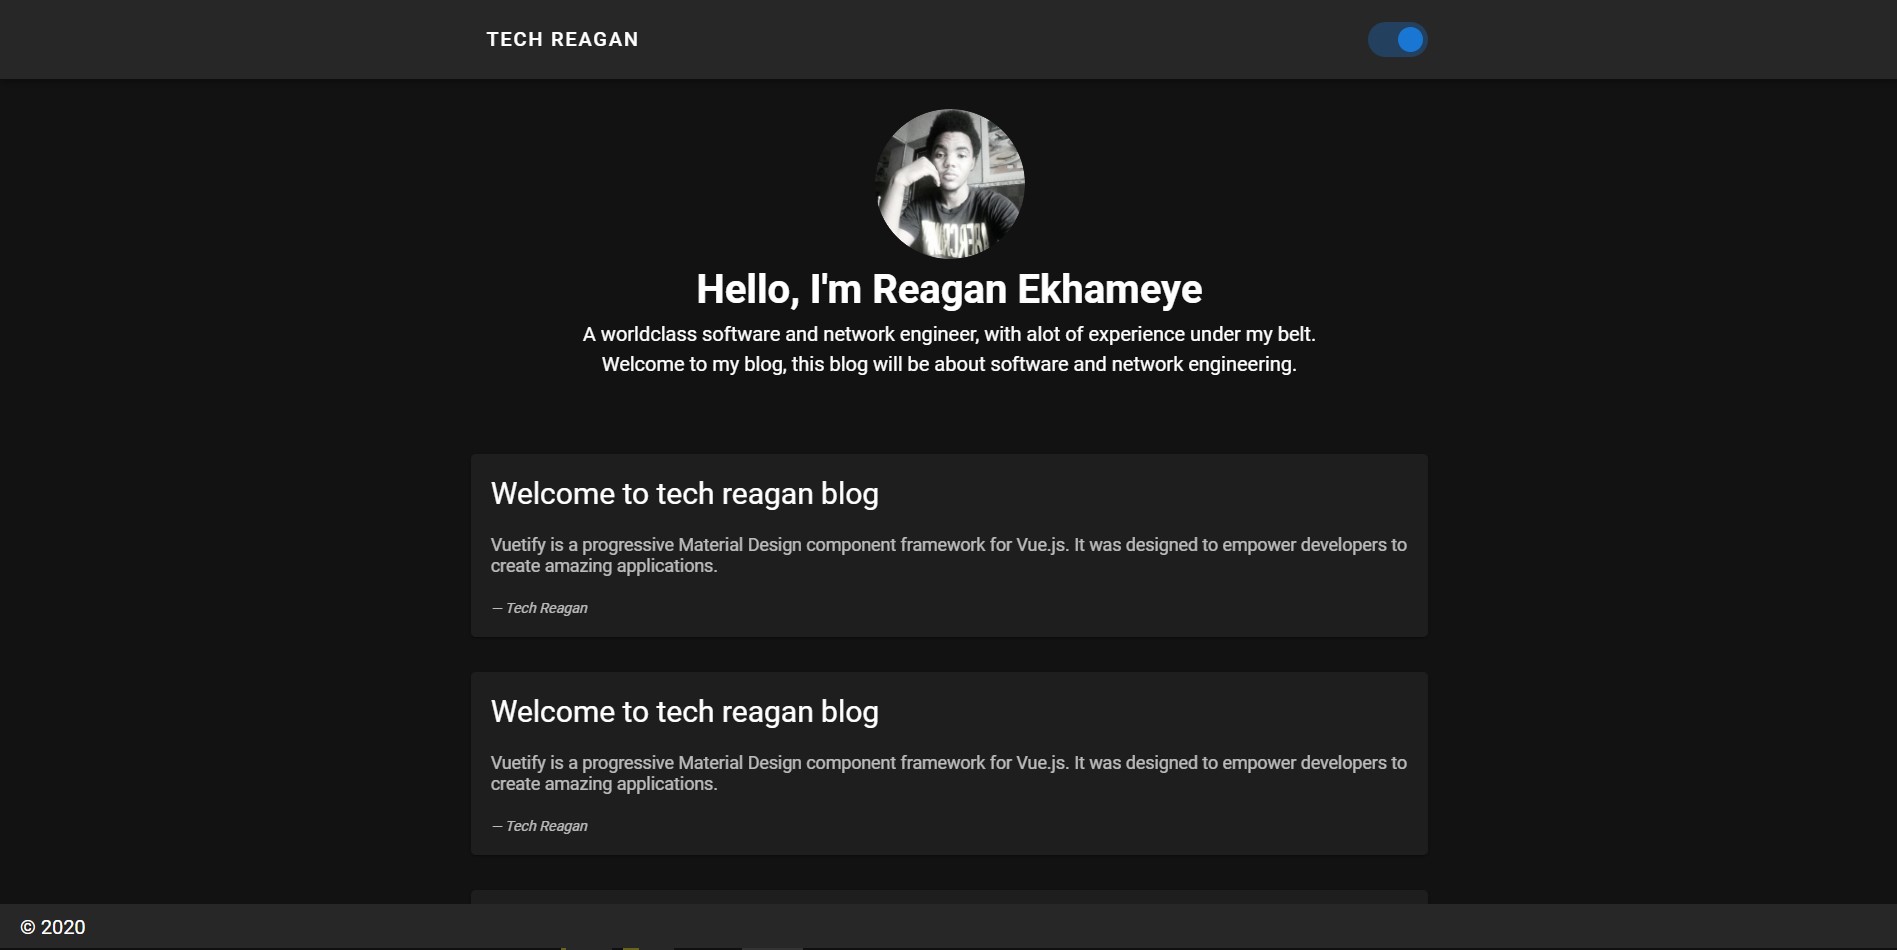 TECH REAGAN
Hello, I'm Reagan Ekhameye
A worldclass software and network engineer, with alot of experience under my belt.
Welcome to my blog, this blog will be about software and network engineering.
Welcome to tech reagan blog
Vuetify is a progressive Material Design component framework for Vue.js. It was designed to empower developers to
create amazing applications.
— Tech Reagan
Welcome to tech reagan blog
Vuetify is a progressive Material Design component framework for Vue.js. It was designed to empower developers to
create amazing applications.
— Tech Reagan
© 2020